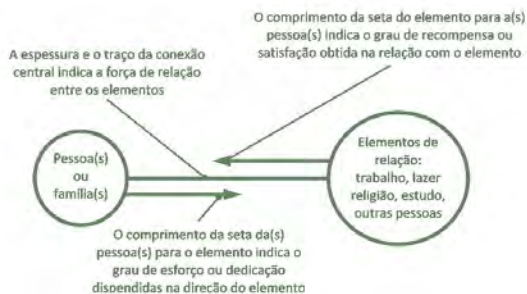 O comprimento da seta do elemento para a(s)
pessoa(s) indica o grau de recompensa ou
satisfação obtida na relação com o elemento
A espessura e o traço da conexão
central indica a força de relação
entre os elementos
Pessoa(s)
ou
família(s)
Elementos de
relação:
trabalho, lazer
religião, estudo,
outras pessoas
O comprimento da seta da(s)
pessoa(s) para o elemento indica o
grau de esforço ou dedicação
dispendidas na direção do elemento